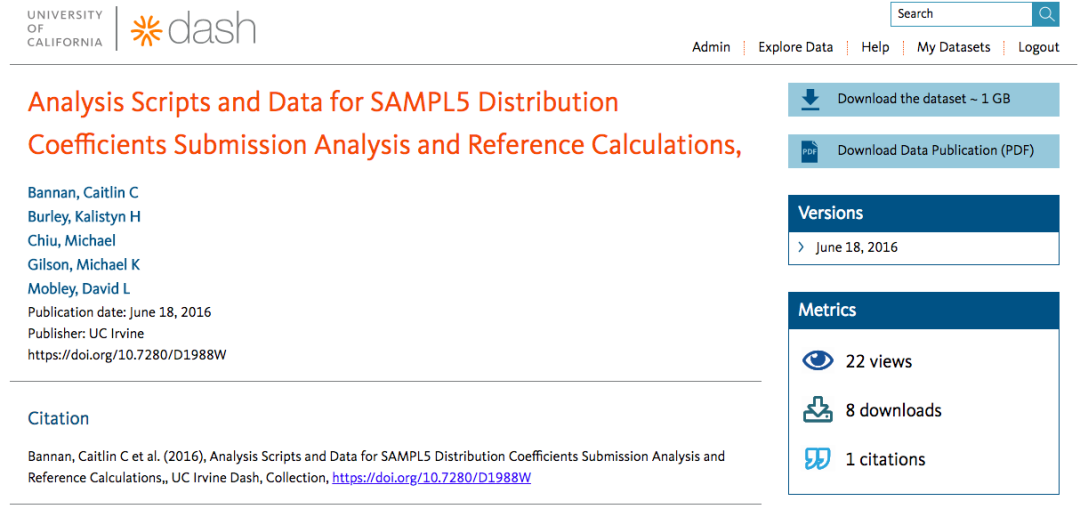 UNIVERSITY
OF
CALIFORNIA
dash
Search
Admin Explore Data Help My Datasets Logout
Analysis Scripts and Data for SAMPL5 Distribution
Coefficients Submission Analysis and Reference Calculations,
Bannan, Caitlin C
Burley, Kalistyn H
Chiu, Michael
Gilson, Michael K
Mobley, David L
Publication date: June 18, 2016
Publisher: UC Irvine
https://doi.org/10.7280/D1988W
Citation
Bannan, Caitlin C et al. (2016), Analysis Scripts and Data for SAMPL5 Distribution Coefficients Submission Analysis and
Reference Calculations,, UC Irvine Dash, Collection, https://doi.org/10.7280/D1988W
Download the dataset ~ 1 GB
PDF Download Data Publication (PDF)
Versions
June 18, 2016
Metrics
22 views
8 downloads
1 citations